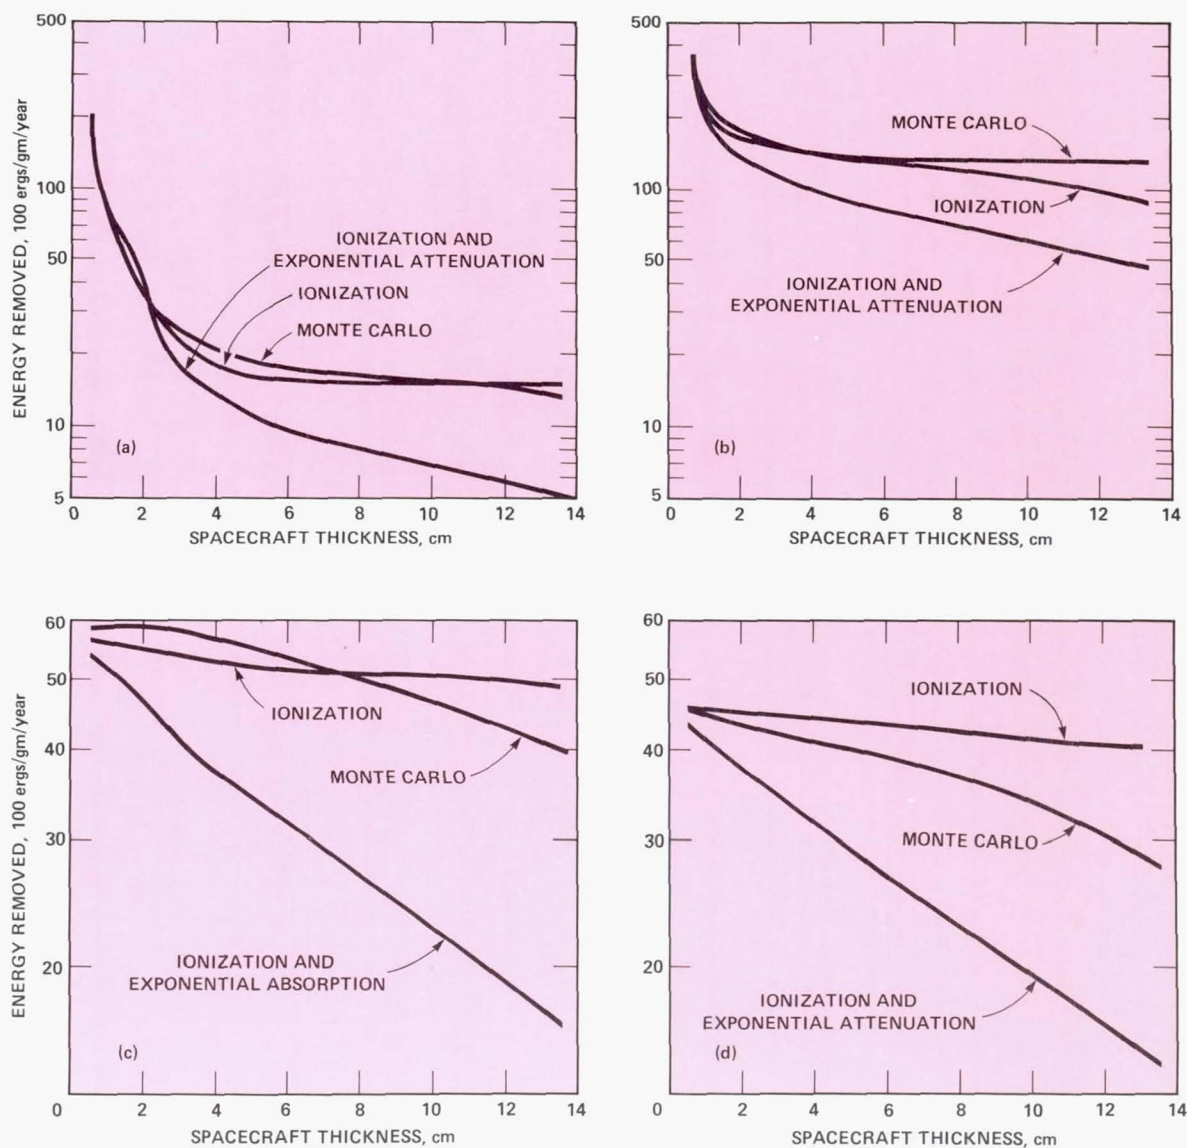 ENERGY REMOVED, 100 ergs/gm/year
500
100
50
10
5
IONIZATION AND
EXPONENTIAL ATTENUATION
IONIZATION
MONTE CARLO
(a)
0 2 4 6 8 10 12 14
SPACECRAFT THICKNESS, cm
500
100
50
10
5
MONTE CARLO
IONIZATION
IONIZATION AND
EXPONENTIAL ATTENUATION
(b)
0 2 4 6 8 10 12 14
SPACECRAFT THICKNESS, cm
ENERGY REMOVED, 100 ergs/gm/year
60
50
40
30
20
IONIZATION
MONTE CARLO
IONIZATION AND
EXPONENTIAL ABSORPTION
(c)
0 2 4 6 8 10 12 14
SPACECRAFT THICKNESS, cm
60
50
40
30
20
IONIZATION
MONTE CARLO
IONIZATION AND
EXPONENTIAL ATTENUATION
(d)
0 2 4 6 8 10 12 14
SPACECRAFT THICKNESS, cm